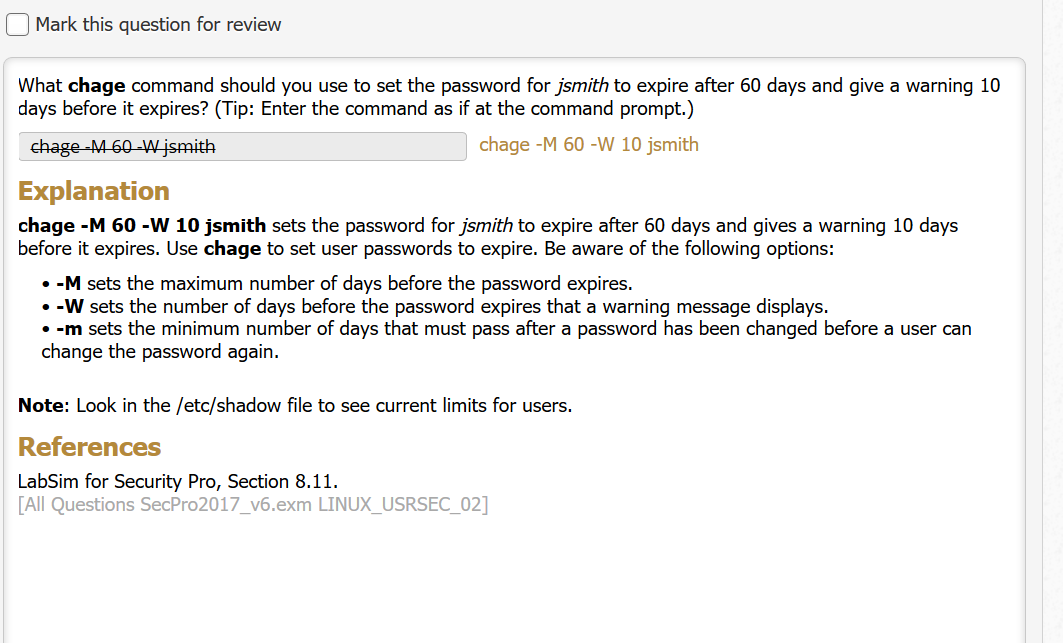 Mark this question for review
What chage command should you use to set the password for jsmith to expire after 60 days and give a warning 10
days before it expires? (Tip: Enter the command as if at the command prompt.)
chage -M 60 -W jsmith chage -M 60 -W 10 jsmith
Explanation
chage -M 60 -W 10 jsmith sets the password for jsmith to expire after 60 days and gives a warning 10 days
before it expires. Use chage to set user passwords to expire. Be aware of the following options:
• -M sets the maximum number of days before the password expires.
• -W sets the number of days before the password expires that a warning message displays.
• -m sets the minimum number of days that must pass after a password has been changed before a user can
change the password again.
Note: Look in the /etc/shadow file to see current limits for users.
References
LabSim for Security Pro, Section 8.11.
[All Questions SecPro2017_v6.exm LINUX_USRSEC_02]